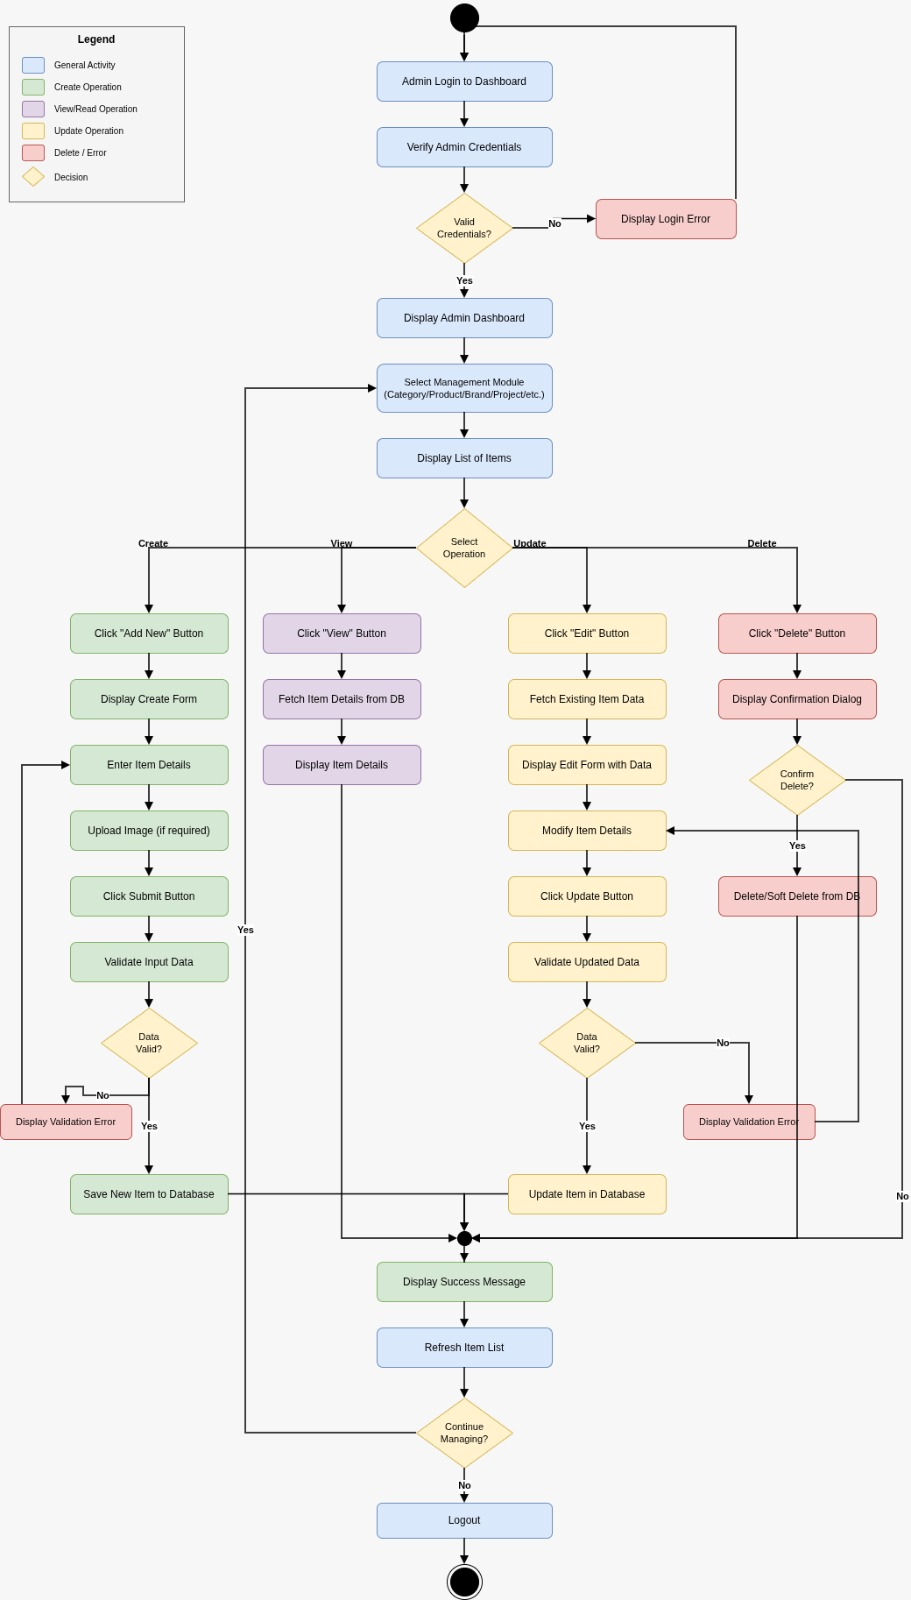 Legend
General Activity
Create Operation
View/Read Operation
Update Operation
Delete / Error
Decision
Admin Login to Dashboard
Verify Admin Credentials
Valid
Credentials?
No
Display Login Error
Yes
Display Admin Dashboard
Select Management Module
(Category/Product/Brand/Project/etc.)
Display List of Items
Select
Operation
Create
View
Update
Delete
Click "Add New" Button
Click "View" Button
Click "Edit" Button
Click "Delete" Button
Display Create Form
Fetch Item Details from DB
Fetch Existing Item Data
Display Confirmation Dialog
Enter Item Details
Display Item Details
Display Edit Form with Data
Confirm
Delete?
Upload Image (if required)
Modify Item Details
Yes
Click Submit Button
Click Update Button
Delete/Soft Delete from DB
Yes
Validate Input Data
Validate Updated Data
Data
Valid?
Data
Valid?
No
No
Display Validation Error
Yes
Yes
Display Validation Error
Save New Item to Database
Update Item in Database
No
Display Success Message
Refresh Item List
Continue
Managing?
No
Logout